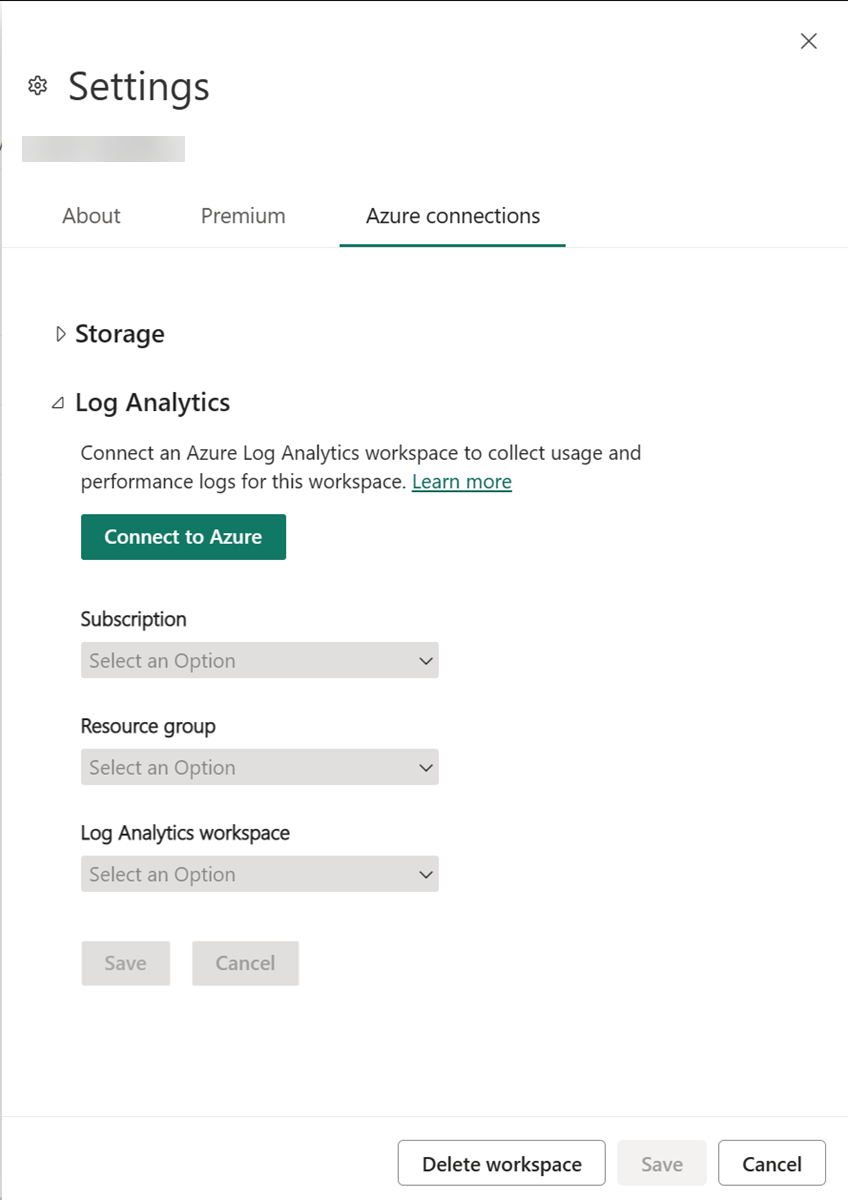 Settings
About
Premium
Azure connections
Storage
Log Analytics
Connect an Azure Log Analytics workspace to collect usage and
performance logs for this workspace. Learn more
Connect to Azure
Subscription
Select an Option
Resource group
Select an Option
Log Analytics workspace
Select an Option
Save
Cancel
Delete workspace
Save
Cancel